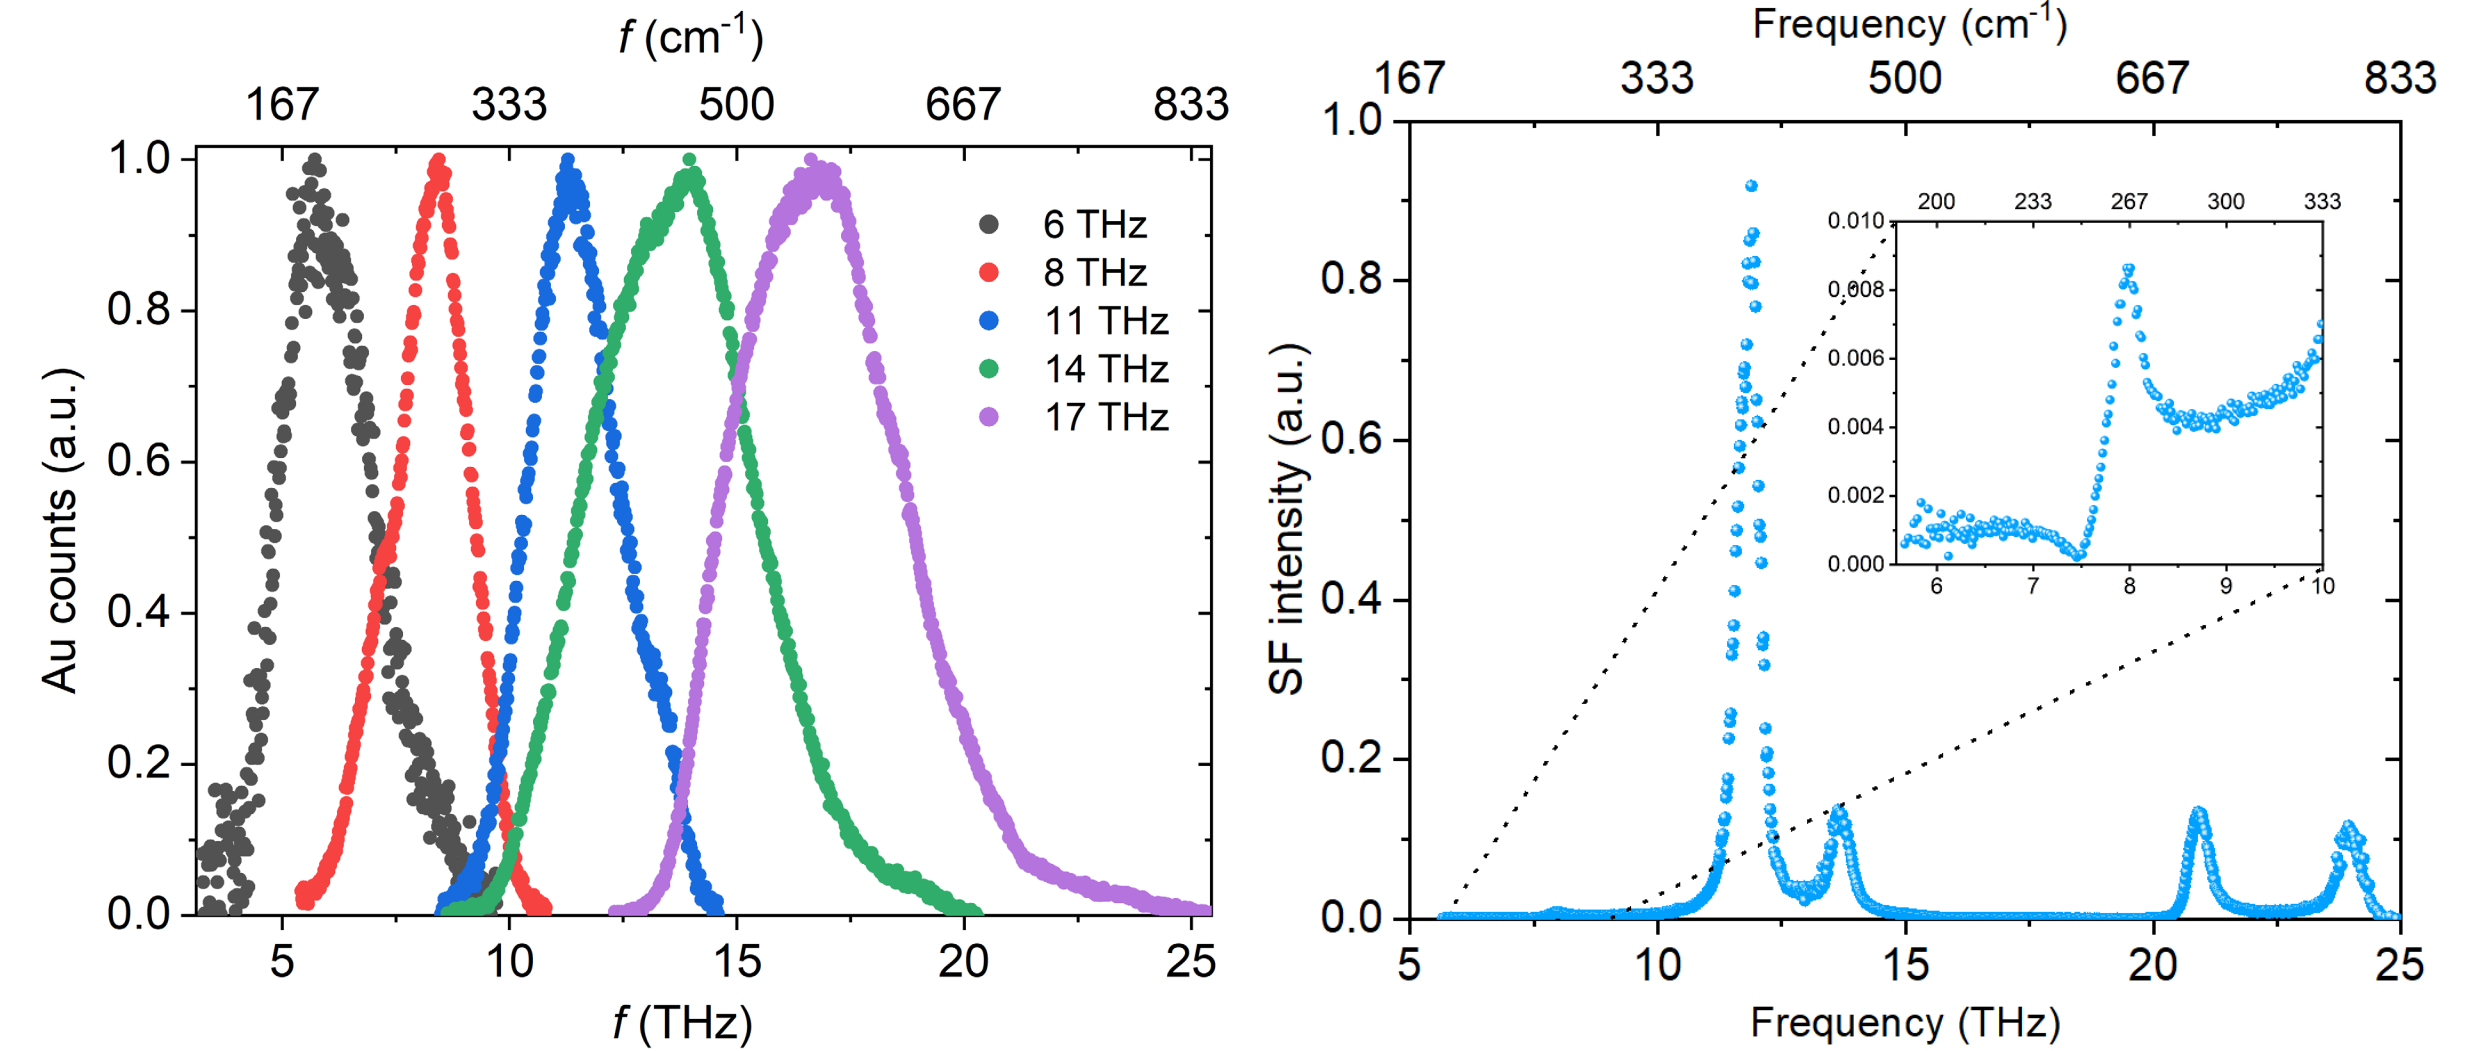 f (cm-1)
167 333 500 667 833
1.0
0.8
0.6
0.4
0.2
0.0
Au counts (a.u.)
6 THz
8 THz
11 THz
14 THz
17 THz
5 10 15 20 25
f (THz)
Frequency (cm-1)
167 333 500 667 833
1.0
0.8
0.6
0.4
0.2
0.0
SF intensity (a.u.)
200 233 267 300 333
0.010
0.008
0.006
0.004
0.002
0.000
6 7 8 9 10
5 10 15 20 25
Frequency (THz)